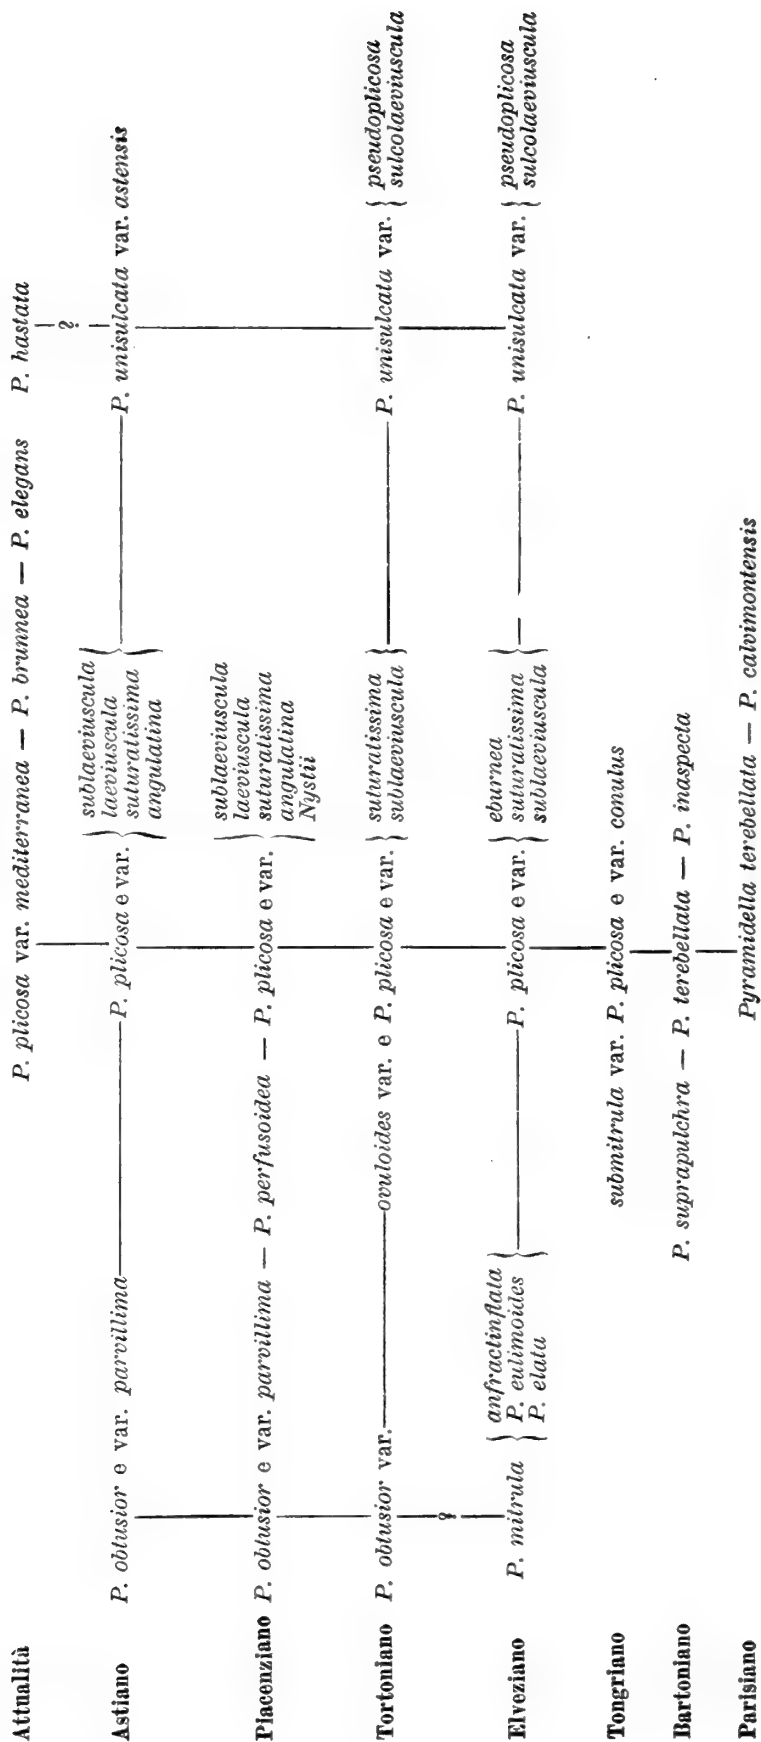 Attualità P. plicosa var. mediterranea — P. brunnea — P. elegans P. hastata
?
Astiano P. obtusior e var. parvillima — P. plicosa e var. { sublaeviuscula laeviuscula suturatissima angulatina } — P. unisulcata var. astensis
Piacenziano P. obtusior e var. parvillima — P. perfusoidea — P. plicosa e var. { sublaeviuscula laeviuscula suturatissima angulatina Nystii
Tortoniano P. obtusior var. — ovuloides var. e P. plicosa e var. { suturatissima sublaeviuscula } — P. unisulcata var. { pseudoplicosa sulcolaeviuscula
?
Elveziano P. mitrula { anfractinflata P. eulimoides P. elata } — P. plicosa e var. { eburnea suturatissima sublaeviuscula } — P. unisulcata var. { pseudoplicosa sulcolaeviuscula
Tongriano submitrula var. P. plicosa e var. conulus
Bartoniano P. suprapulchra — P. terebellata — P. inaspecta
Parisiano Pyramidella terebellata — P. calvimontensis